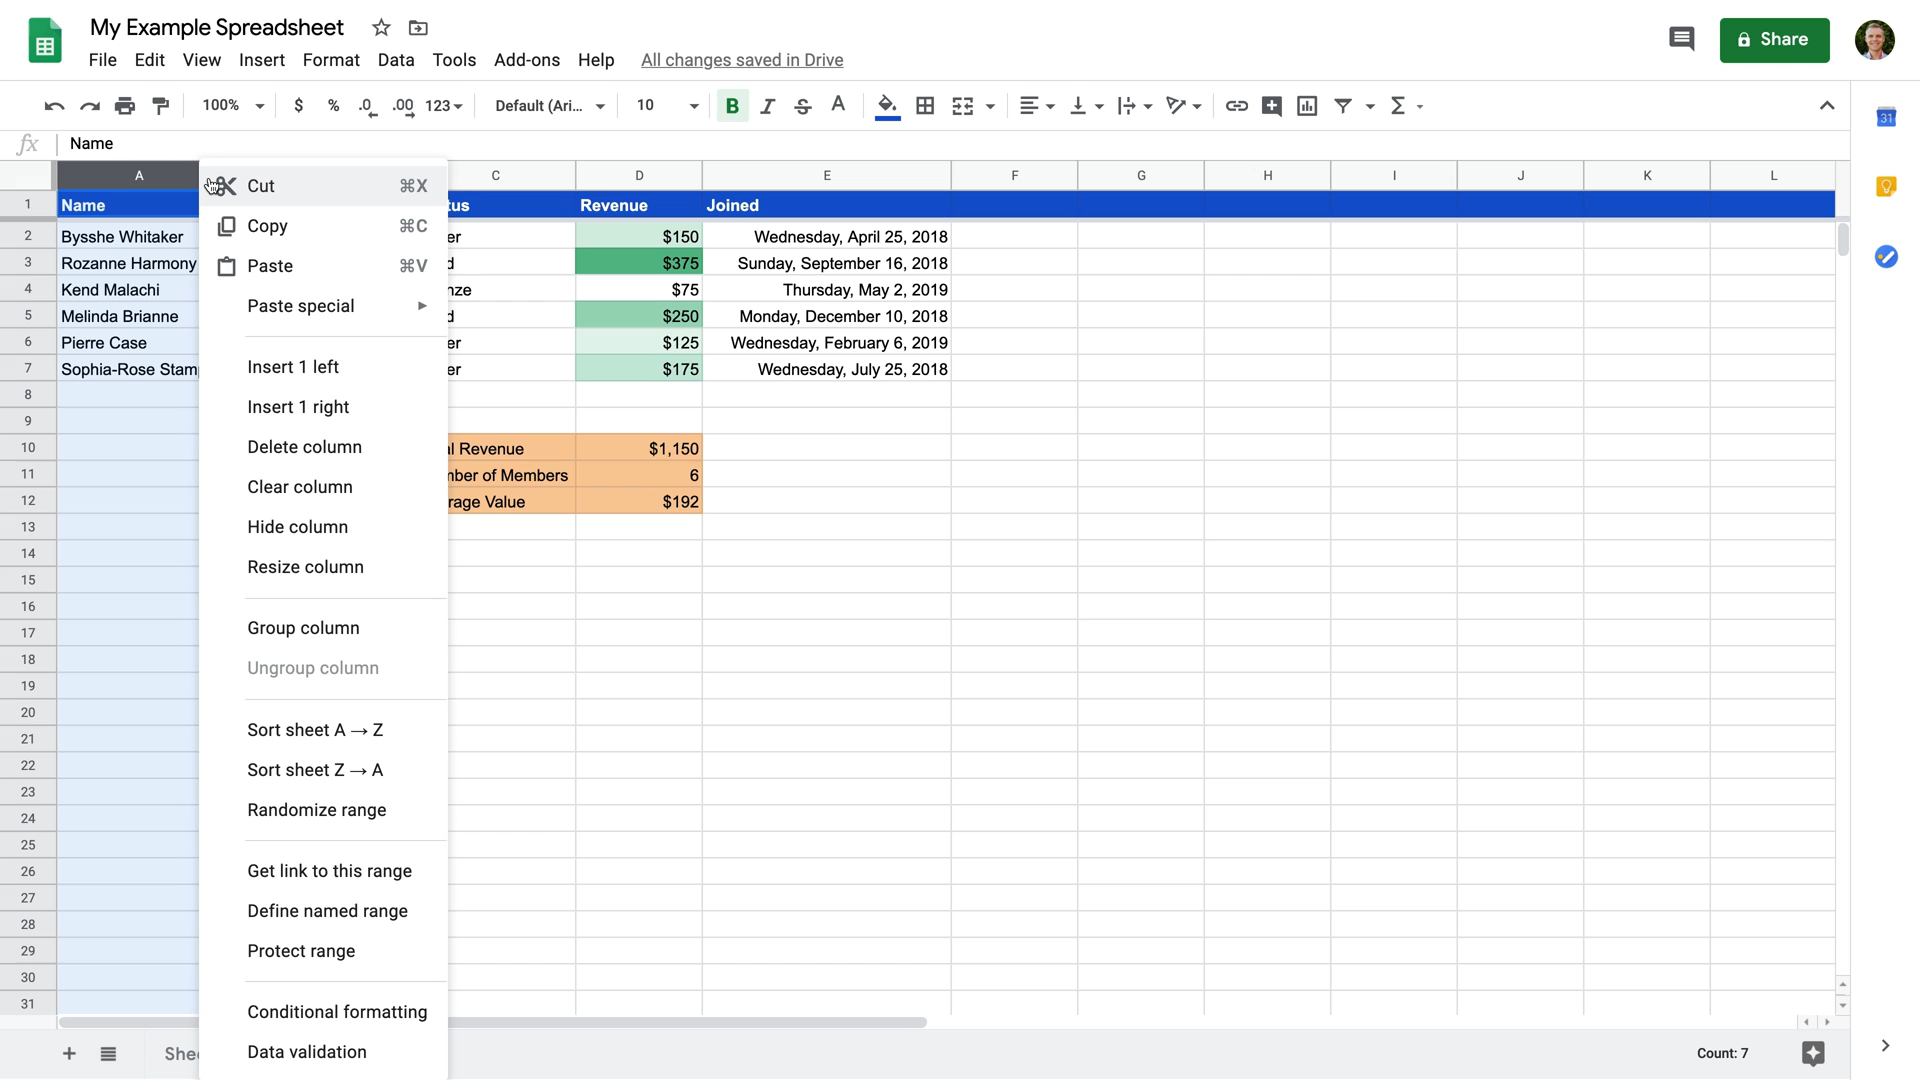 My Example Spreadsheet
File Edit View Insert Format Data Tools Add-ons Help All changes saved in Drive
Share
100% $ % .0 .00 123 Default (Ari... 10 B I S A Σ
31
fx Name
A C D E F G H I J K L
1 Name tus Revenue Joined
2 Bysshe Whitaker er $150 Wednesday, April 25, 2018
3 Rozanne Harmony d $375 Sunday, September 16, 2018
4 Kend Malachi nze $75 Thursday, May 2, 2019
5 Melinda Brianne d $250 Monday, December 10, 2018
6 Pierre Case er $125 Wednesday, February 6, 2019
7 Sophia-Rose Stam er $175 Wednesday, July 25, 2018
8
9
10 al Revenue $1,150
11 mber of Members 6
12 rage Value $192
13
14
15
16
17
18
19
20
21
22
23
24
25
26
27
28
29
30
31
Cut ⌘X
Copy ⌘C
Paste ⌘V
Paste special
Insert 1 left
Insert 1 right
Delete column
Clear column
Hide column
Resize column
Group column
Ungroup column
Sort sheet A → Z
Sort sheet Z → A
Randomize range
Get link to this range
Define named range
Protect range
Conditional formatting
Data validation
+ Shee
Count: 7